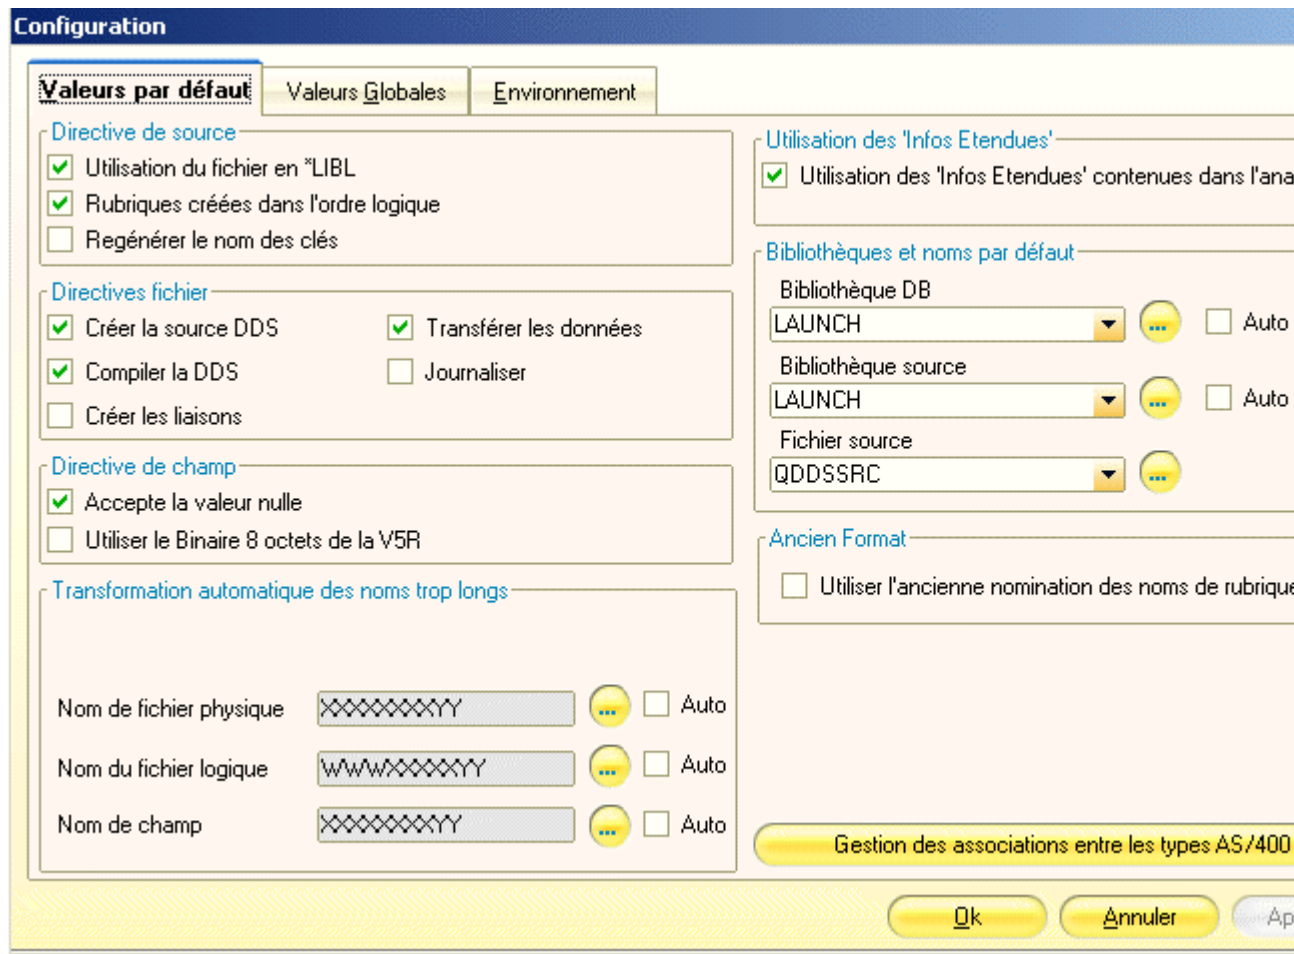 Configuration
Valeurs par défaut
Valeurs Globales
Environnement
Directive de source
Utilisation du fichier en *LIBL
Rubriques créées dans l'ordre logique
Regénérer le nom des clés
Directives fichier
Créer la source DDS
Transférer les données
Compiler la DDS
Journaliser
Créer les liaisons
Directive de champ
Accepte la valeur nulle
Utiliser le Binaire 8 octets de la V5R
Transformation automatique des noms trop longs
Nom de fichier physique
XXXXXXXXYY
...
Auto
Nom du fichier logique
WWWXXXXXYY
...
Auto
Nom de champ
XXXXXXXXYY
...
Auto
Utilisation des 'Infos Etendues'
Utilisation des 'Infos Etendues' contenues dans l'ana
Bibliothèques et noms par défaut
Bibliothèque DB
LAUNCH
...
Auto
Bibliothèque source
LAUNCH
...
Auto
Fichier source
QDDSSRC
...
Ancien Format
Utiliser l'ancienne nomination des noms de rubrique
Gestion des associations entre les types AS/400
Ok
Annuler
Ap